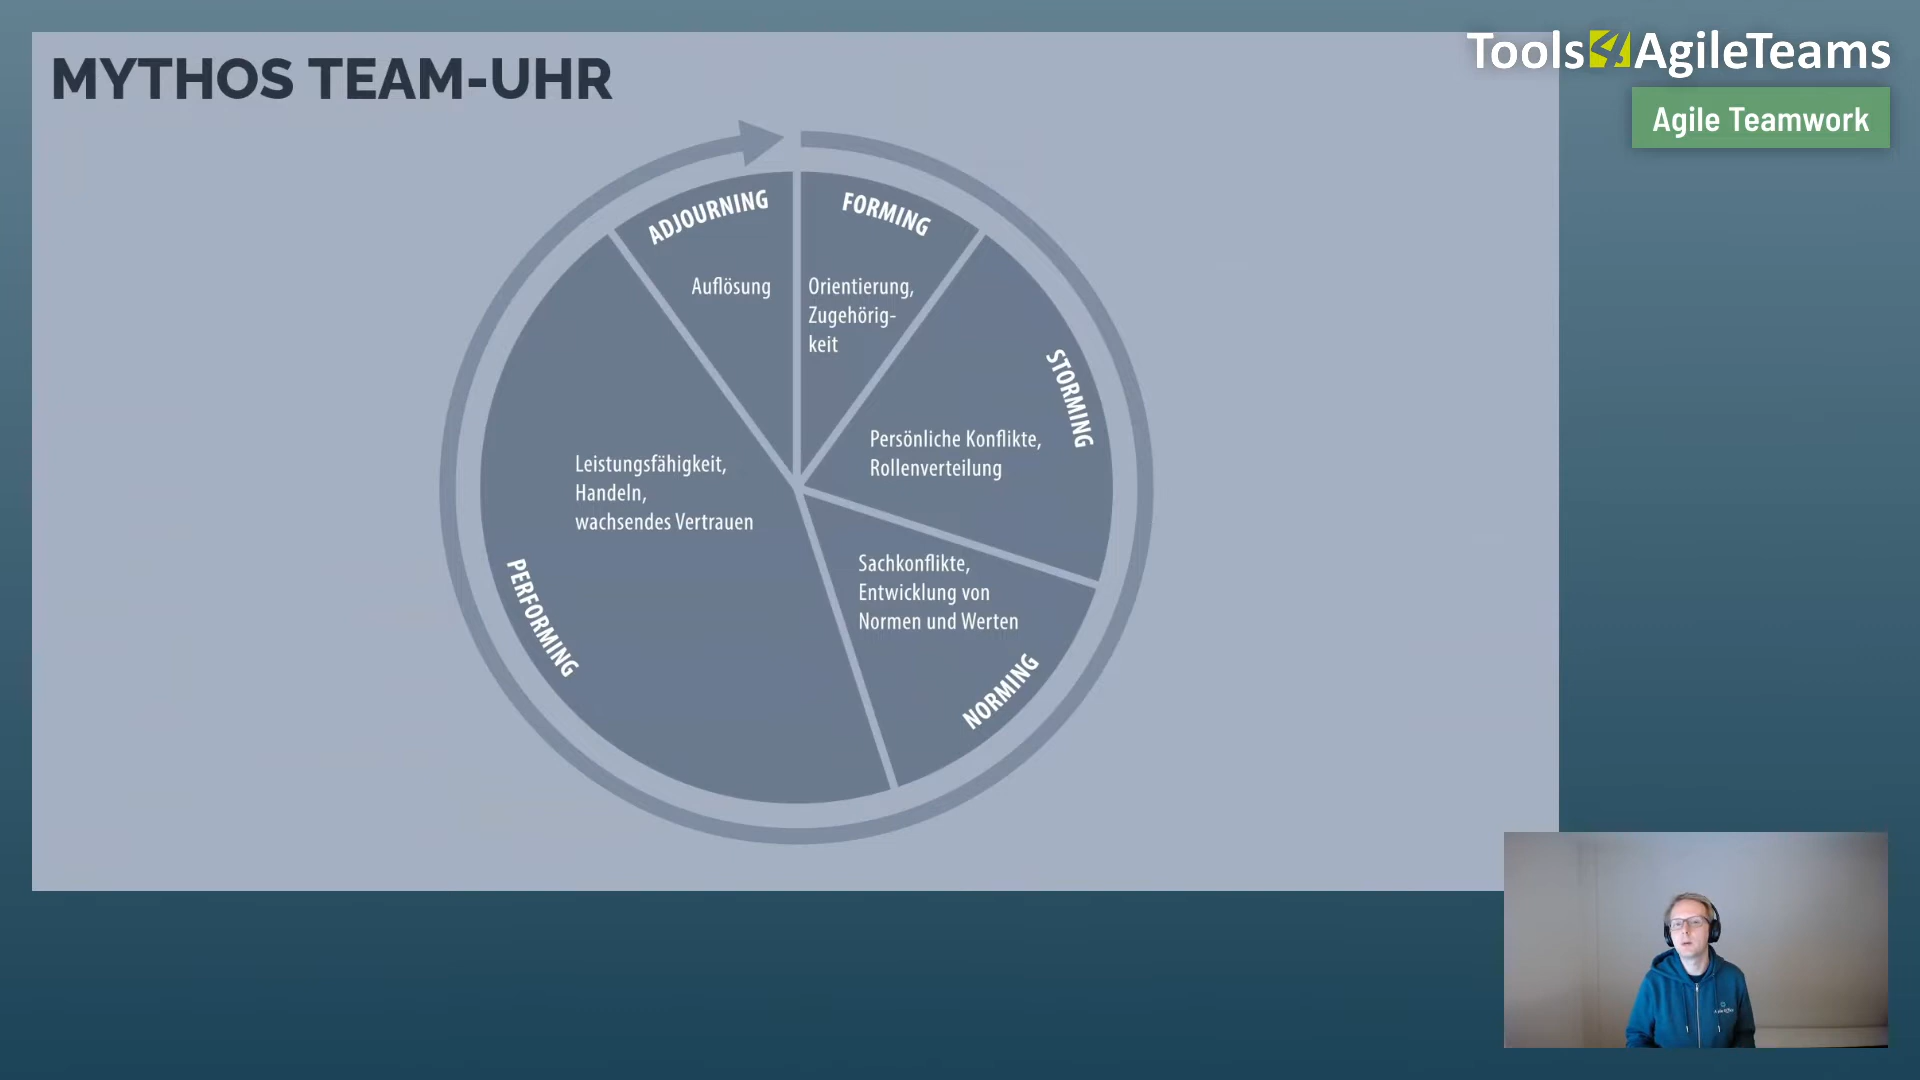 MYTHOS TEAM-UHR
Tools4AgileTeams
Agile Teamwork
ADJOURNING
Auflösung
FORMING
Orientierung,
Zugehörig-
keit
STORMING
Persönliche Konflikte,
Rollenverteilung
Sachkonflikte,
Entwicklung von
Normen und Werten
NORMING
Leistungsfähigkeit,
Handeln,
wachsendes Vertrauen
PERFORMING